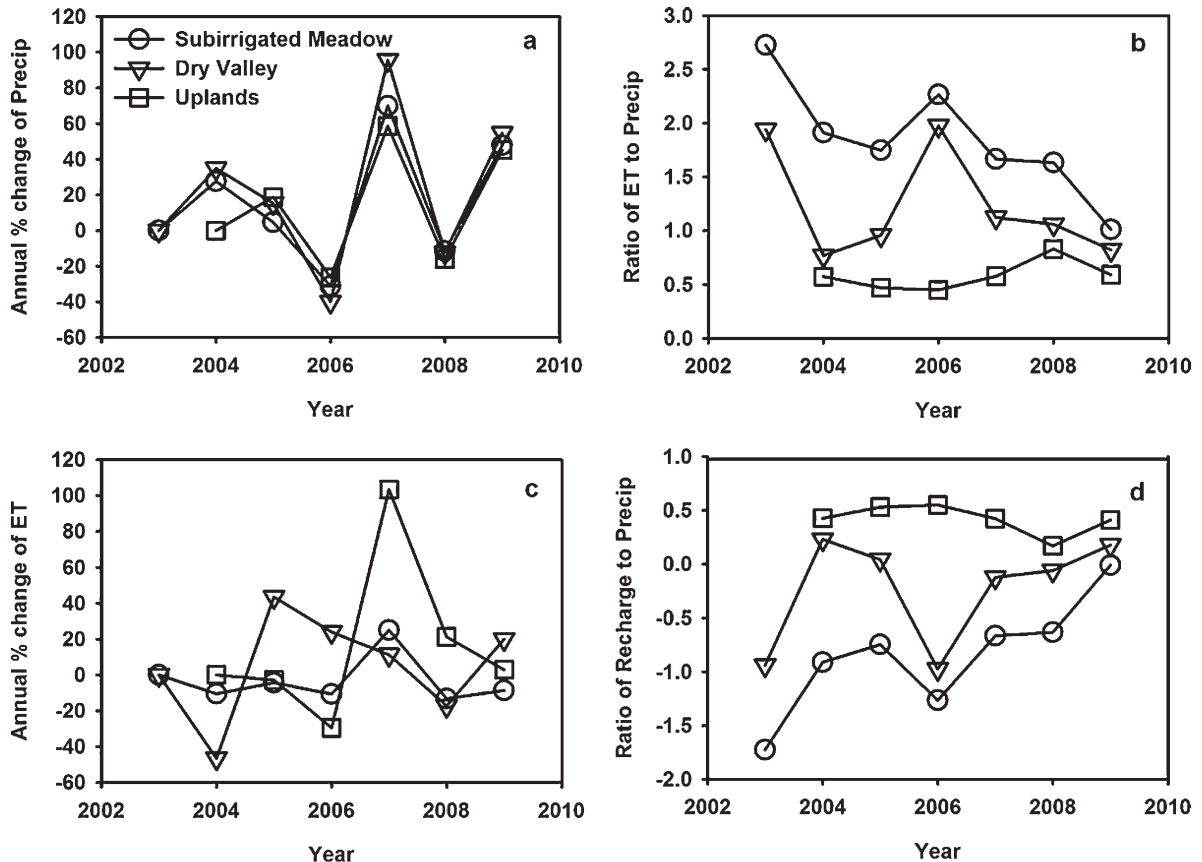 120
100
80
60
40
20
0
-20
-40
-60
Annual % change of Precip
Subirrigated Meadow
Dry Valley
Uplands
a
2002 2004 2006 2008 2010
Year
3.0
2.5
2.0
1.5
1.0
0.5
0.0
Ratio of ET to Precip
b
2002 2004 2006 2008 2010
Year
120
100
80
60
40
20
0
-20
-40
-60
Annual % change of ET
c
2002 2004 2006 2008 2010
Year
1.0
0.5
0.0
-0.5
-1.0
-1.5
-2.0
Ratio of Recharge to Precip
d
2002 2004 2006 2008 2010
Year